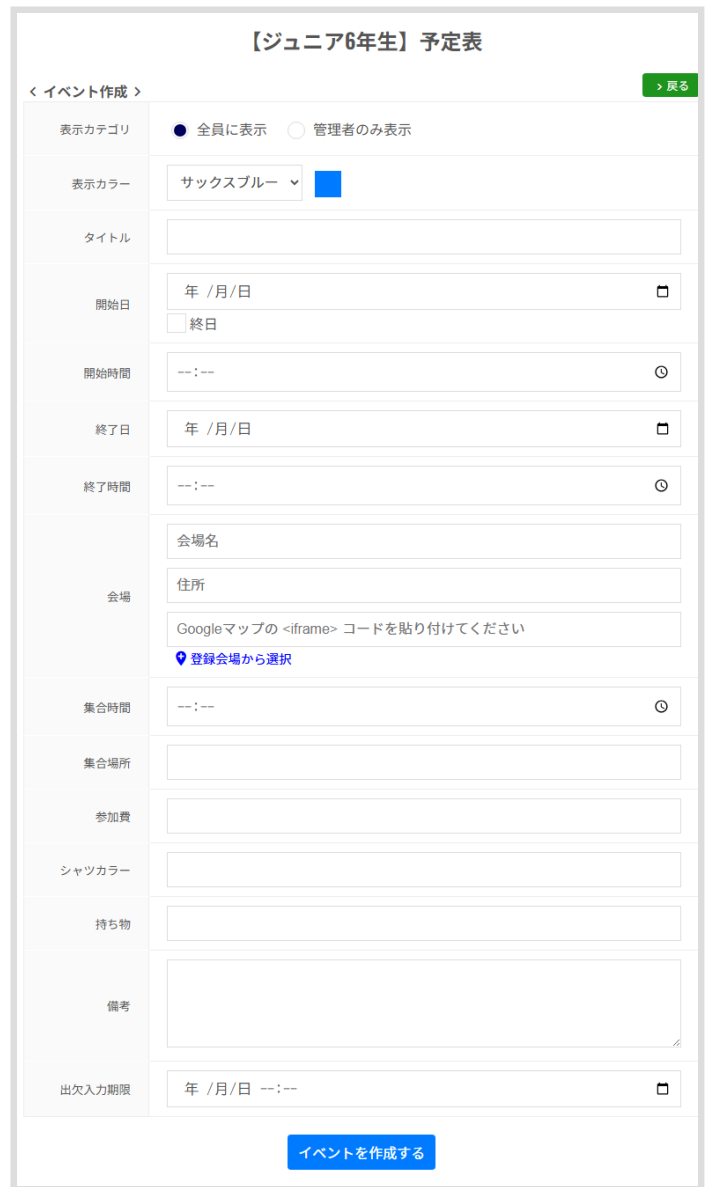 【ジュニア6年生】予定表
< イベント作成 >
› 戻る
表示カテゴリ
全員に表示 管理者のみ表示
表示カラー
サックスブルー
タイトル
開始日
年 /月/日
終日
開始時間
--:--
終了日
年 /月/日
終了時間
--:--
会場
会場名
住所
Googleマップの <iframe> コードを貼り付けてください
登録会場から選択
集合時間
--:--
集合場所
参加費
シャツカラー
持ち物
備考
出欠入力期限
年 /月/日 --:--
イベントを作成する